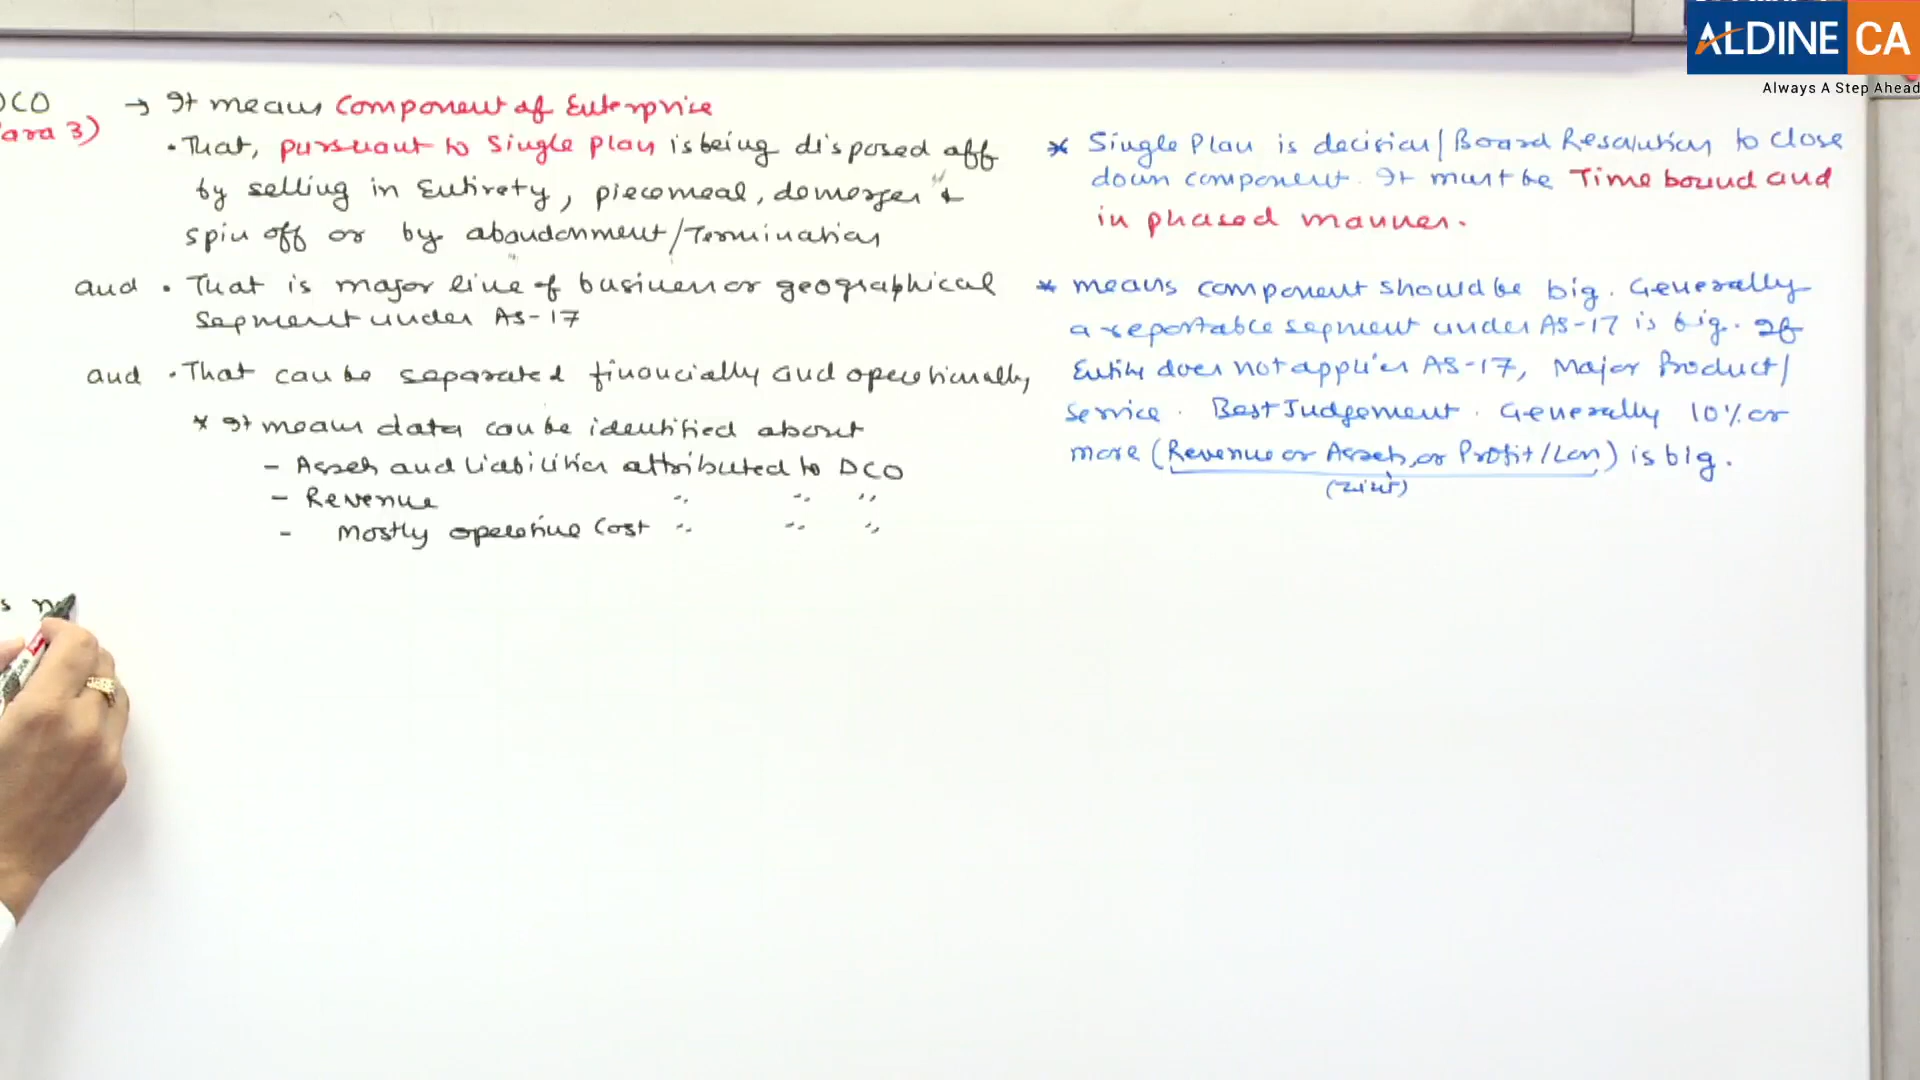 ALDINE CA
Always A Step Ahead
DCO → It means Component of Enterprise
(Para 3)
• That, pursuant to Single Plan is being disposed off
by selling in Entirety, piecemeal, demerger &
spin off or by abandonment/Termination
and • That is major line of business or geographical
Segment under AS-17
and • That can be separated financially and operationally
* It means data can be identified about
- Assets and Liabilities attributed to DCO
- Revenue " " "
- Mostly operative Cost " " "
* Single Plan is decision/Board Resolution to close
down component. It must be Time bound and
in phased manner.
* means component should be big. Generally
a reportable segment under AS-17 is big. If
Entity does not applies AS-17, Major Product/
Service. Best Judgement. Generally 10% or
more (Revenue or Assets, or Profit/Loss) is big.